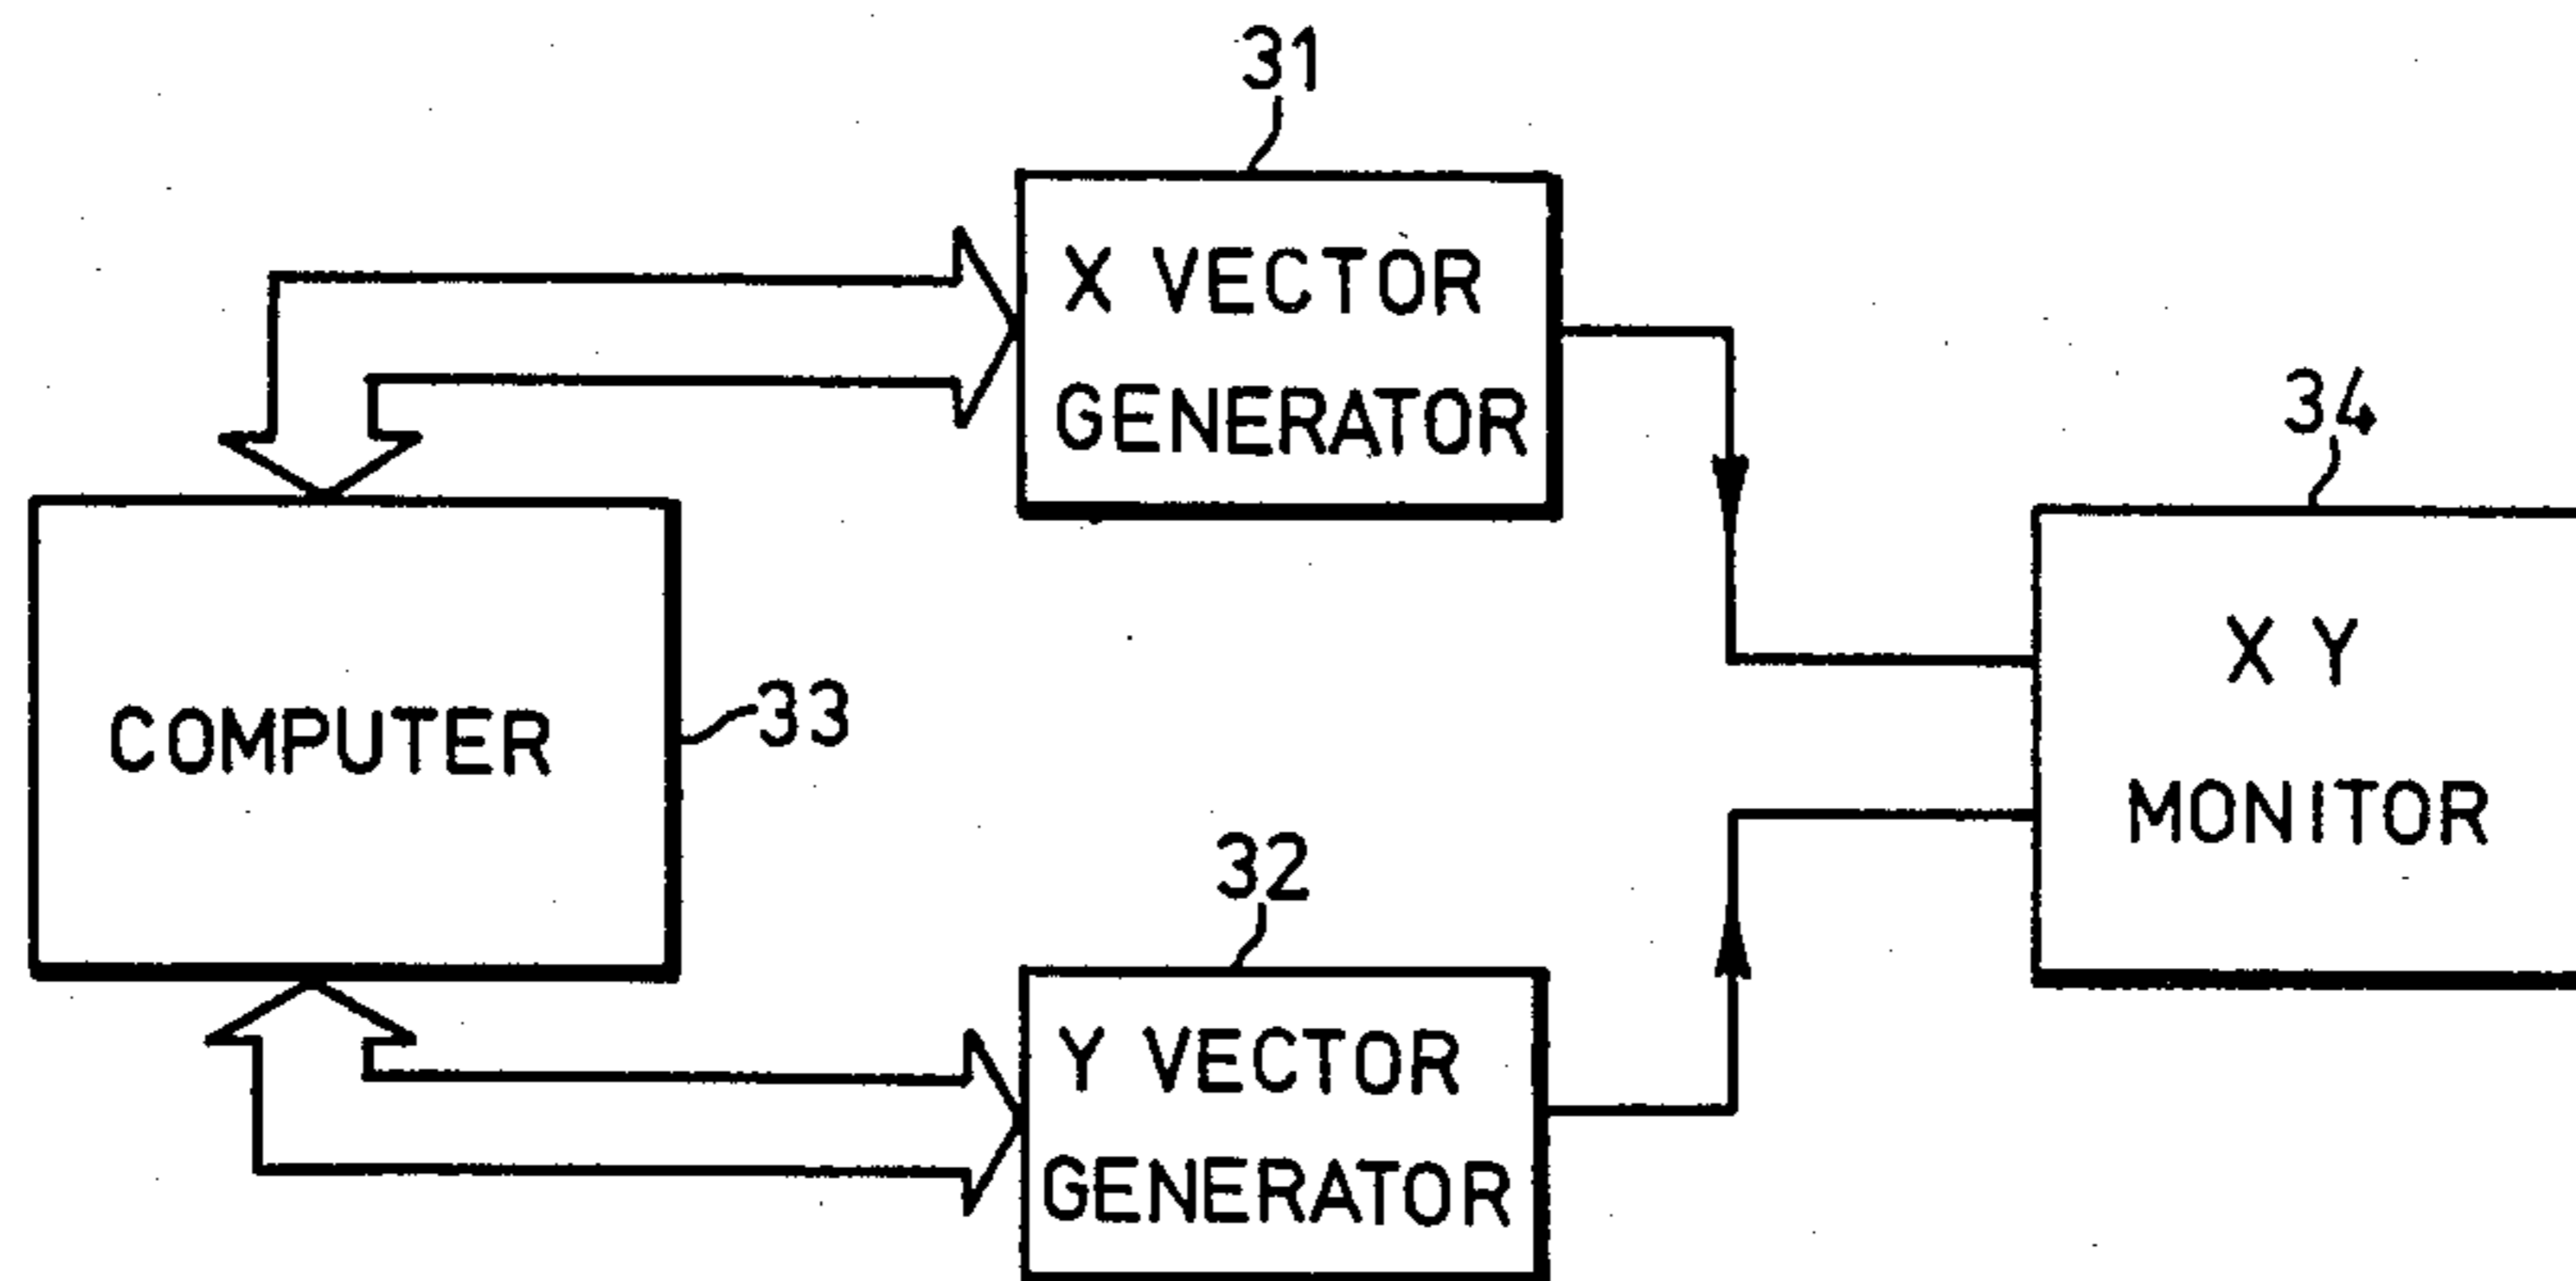 31
X VECTOR
GENERATOR
34
X Y
MONITOR
COMPUTER
33
32
Y VECTOR
GENERATOR